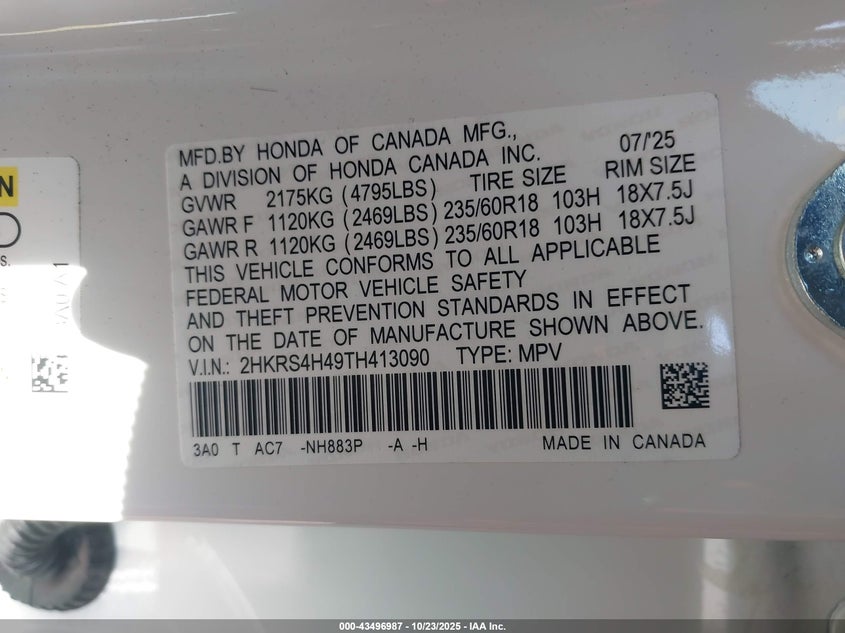 MFD.BY HONDA OF CANADA MFG., 07/'25
A DIVISION OF HONDA CANADA INC. RIM SIZE
GVWR 2175KG (4795LBS) TIRE SIZE
GAWR F 1120KG (2469LBS) 235/60R18 103H 18X7.5J
GAWR R 1120KG (2469LBS) 235/60R18 103H 18X7.5J
THIS VEHICLE CONFORMS TO ALL APPLICABLE
FEDERAL MOTOR VEHICLE SAFETY
AND THEFT PREVENTION STANDARDS IN EFFECT
ON THE DATE OF MANUFACTURE SHOWN ABOVE.
V.I.N.: 2HKRS4H49TH413090 TYPE: MPV
3A0 T AC7 -NH883P -A -H MADE IN CANADA
N
S.
000-43496987 - 10/23/2025 - IAA Inc.